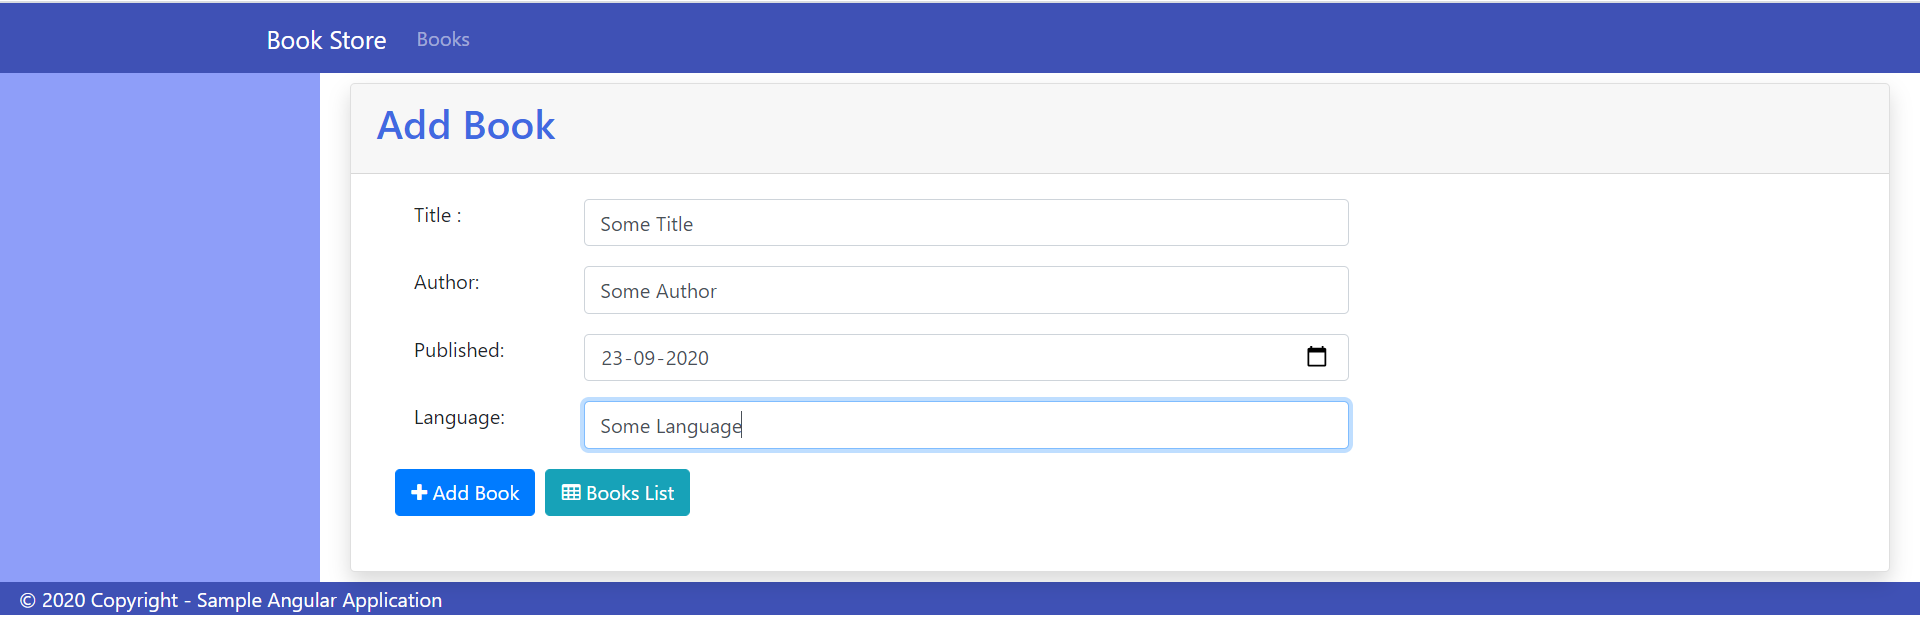 Book Store Books
Add Book
Title : Some Title
Author: Some Author
Published: 23-09-2020
Language: Some Language
Add Book Books List
© 2020 Copyright - Sample Angular Application